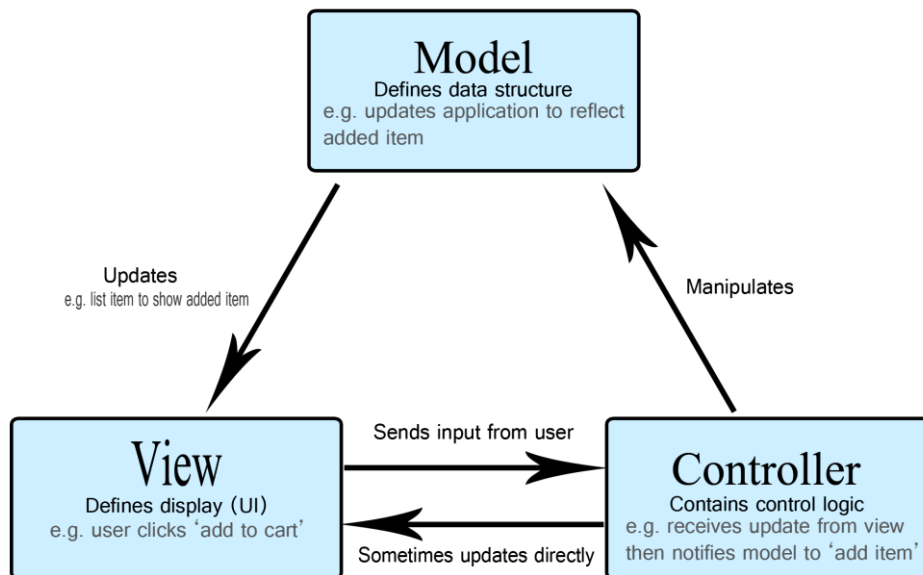 Model
Defines data structure
e.g. updates application to reflect
added item
Updates
e.g. list item to show added item
Manipulates
View
Defines display (UI)
e.g. user clicks ‘add to cart’
Sends input from user
Sometimes updates directly
Controller
Contains control logic
e.g. receives update from view
then notifies model to ‘add item’